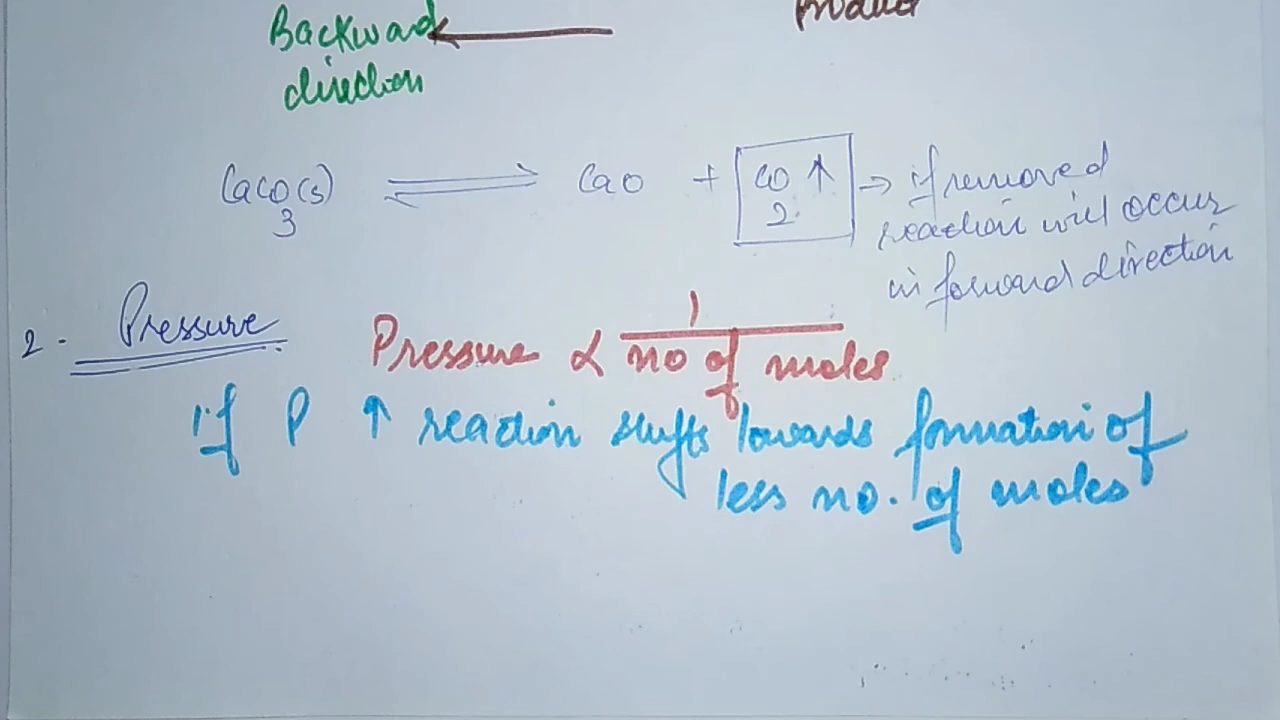 Product
Backward
direction
CaCO3(s) ⇌ CaO + CO2 ↑ → if removed
reaction will occur
in forward direction
2. Pressure
Pressure ∝ 1/no of moles
if P ↑ reaction shifts towards formation of
less no. of moles